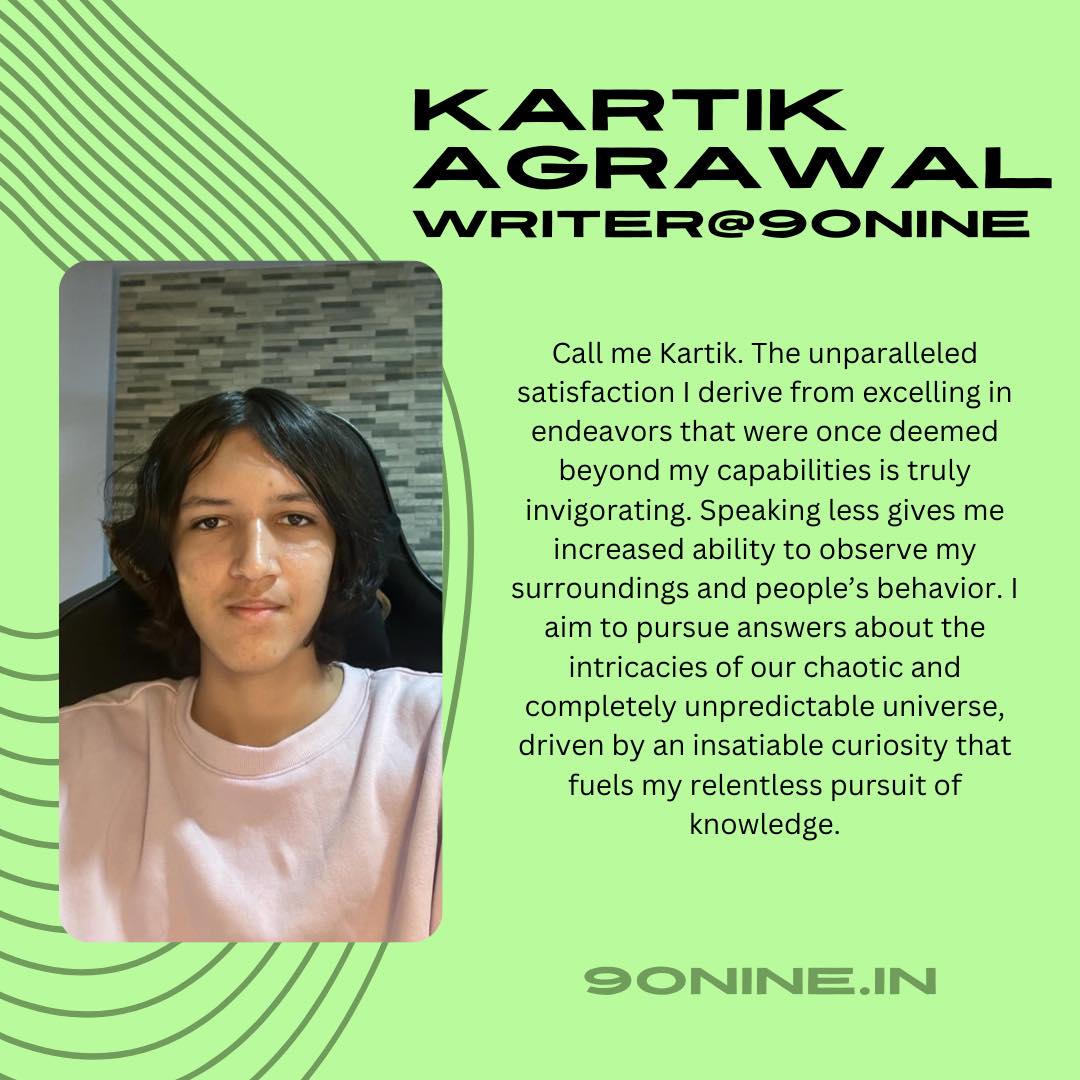 KARTIK
AGRAWAL
WRITER@9ONINE
Call me Kartik. The unparalleled
satisfaction I derive from excelling in
endeavors that were once deemed
beyond my capabilities is truly
invigorating. Speaking less gives me
increased ability to observe my
surroundings and people’s behavior. I
aim to pursue answers about the
intricacies of our chaotic and
completely unpredictable universe,
driven by an insatiable curiosity that
fuels my relentless pursuit of
knowledge.
9ONINE.IN